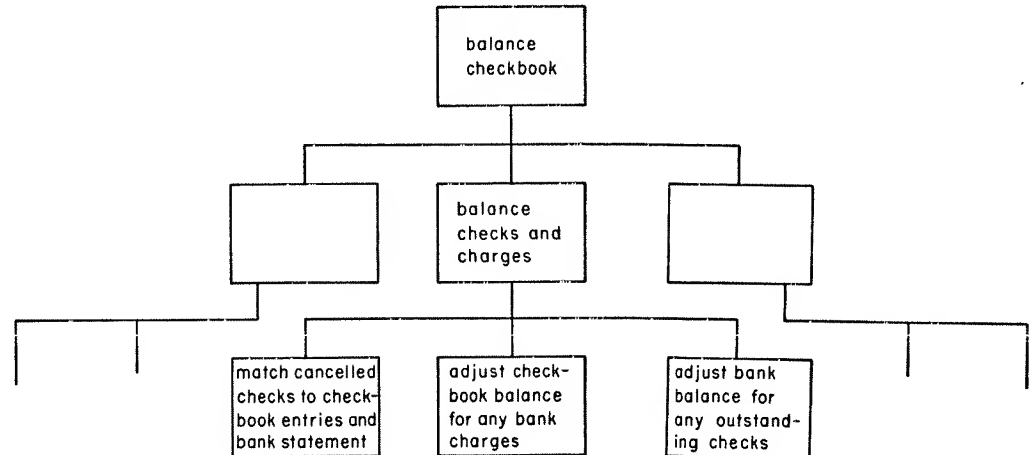 balance
checkbook
balance
checks and
charges
match cancelled
checks to check-
book entries and
bank statement
adjust check-
book balance
for any bank
charges
adjust bank
balance for
any outstand-
ing checks